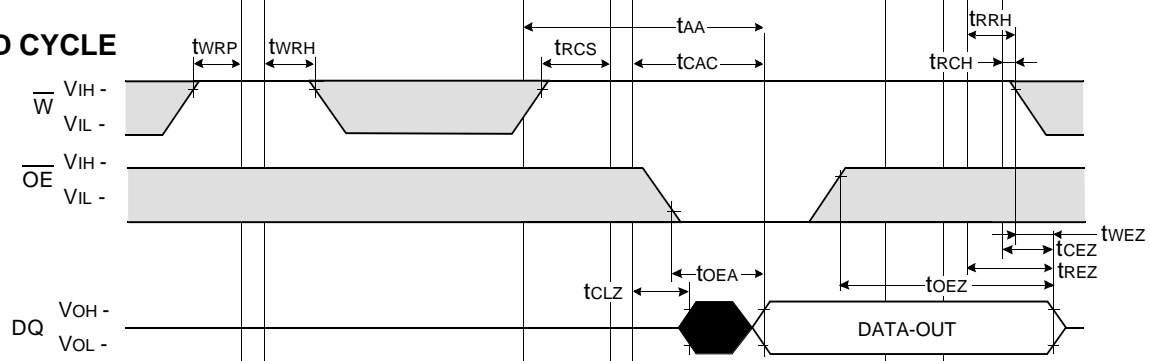 tAA
tRRH
D CYCLE
tWRP
tWRH
tRCS
tCAC
tRCH
W
VIH -
VIL -
OE
VIH -
VIL -
tWEZ
tCEZ
tOEA
tREZ
tCLZ
tOEZ
DQ
VOH -
VOL -
DATA-OUT